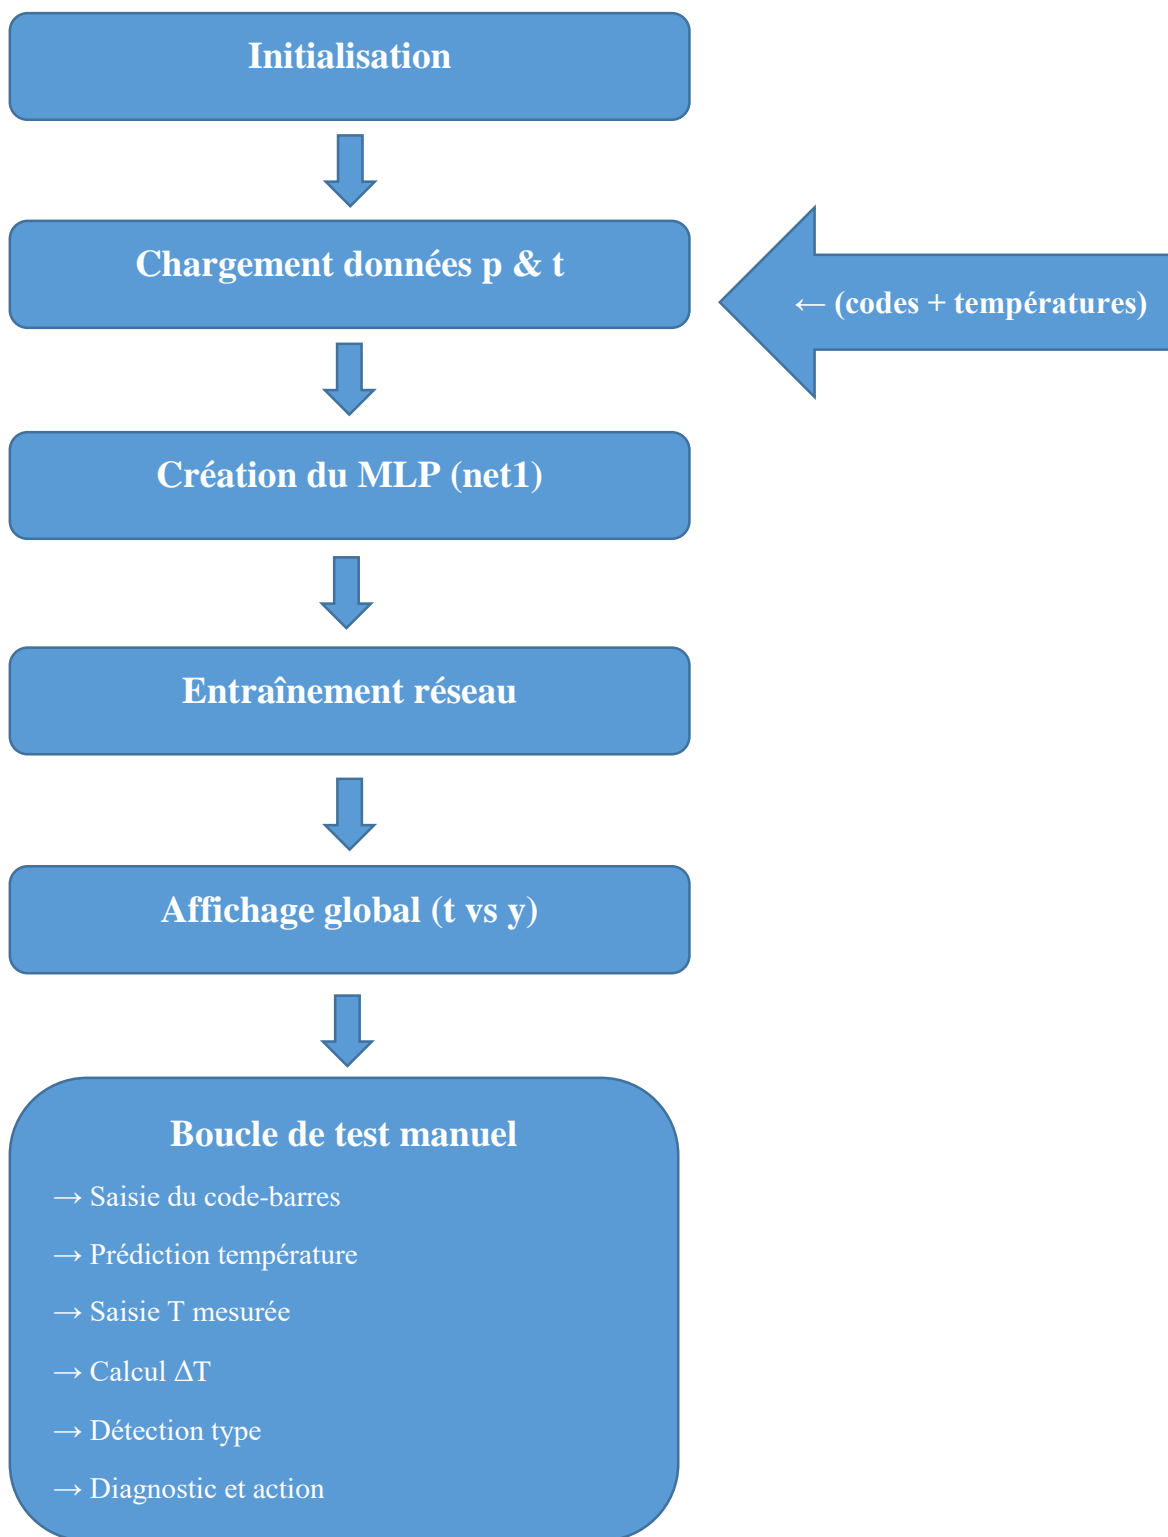 Initialisation
Chargement données p & t
← (codes + températures)
Création du MLP (net1)
Entraînement réseau
Affichage global (t vs y)
Boucle de test manuel
→ Saisie du code-barres
→ Prédiction température
→ Saisie T mesurée
→ Calcul ΔT
→ Détection type
→ Diagnostic et action